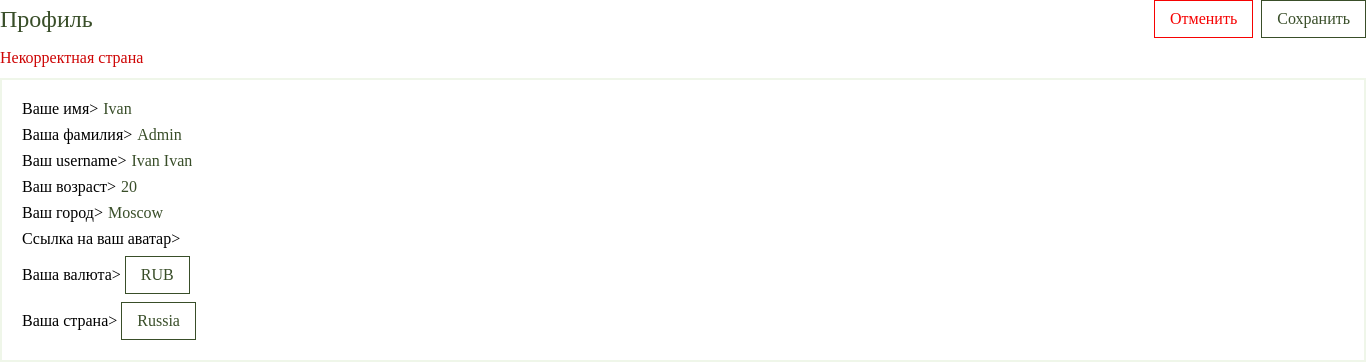 Профиль
Отменить
Сохранить
Некорректная страна
Ваше имя> Ivan
Ваша фамилия> Admin
Ваш username> Ivan Ivan
Ваш возраст> 20
Ваш город> Moscow
Ссылка на ваш аватар>
Ваша валюта> RUB
Ваша страна> Russia